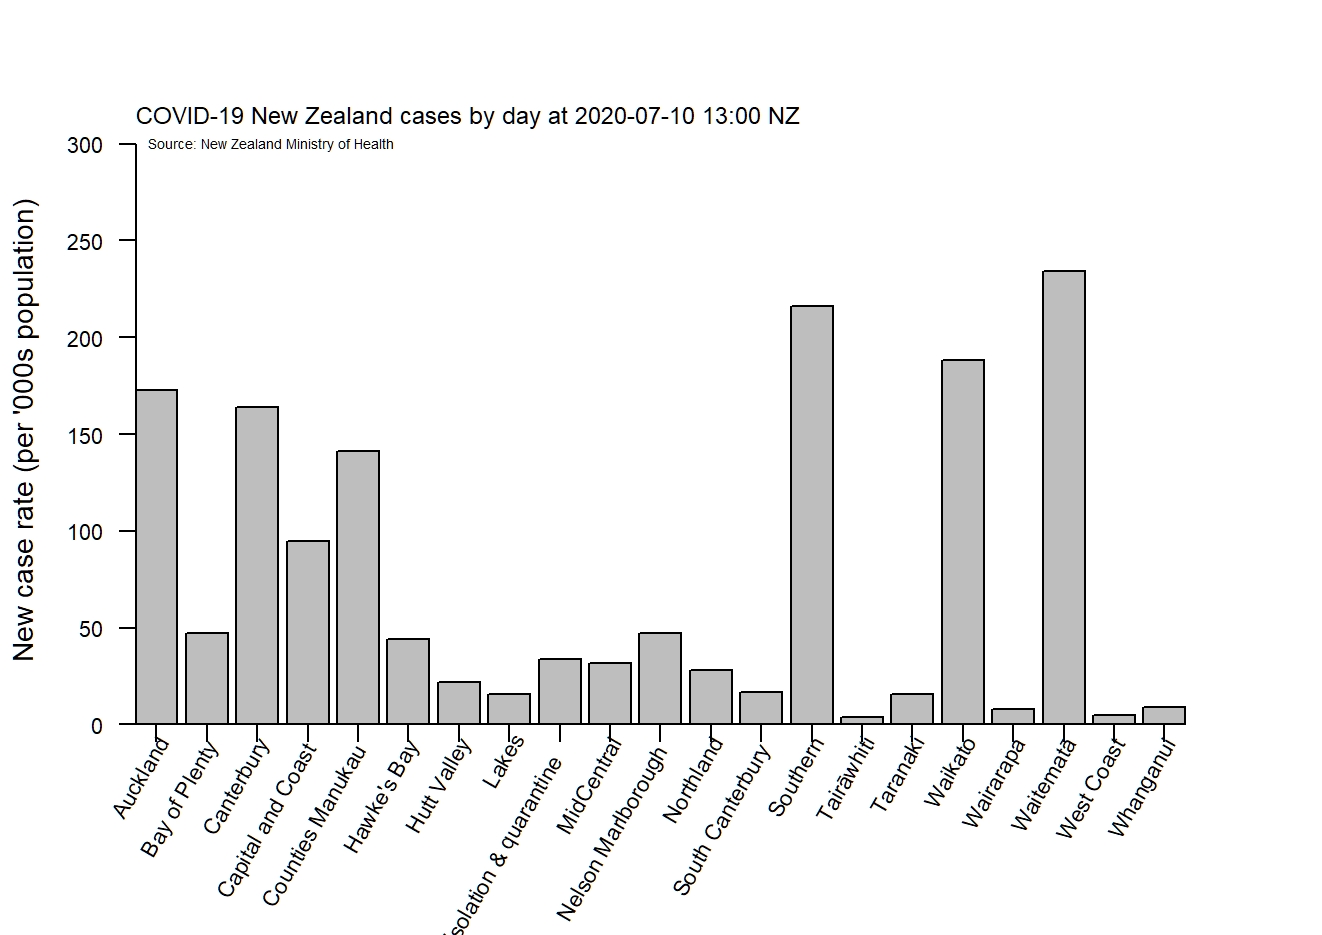 COVID-19 New Zealand cases by day at 2020-07-10 13:00 NZ
Source: New Zealand Ministry of Health
New case rate (per '000s population)
300
250
200
150
100
50
0
Auckland
Bay of Plenty
Canterbury
Capital and Coast
Counties Manukau
Hawke's Bay
Hutt Valley
Lakes
solation & quarantine
MidCentral
Nelson Marlborough
Northland
South Canterbury
Southern
Tairāwhiti
Taranaki
Waikato
Wairarapa
Waitematā
West Coast
Whanganui